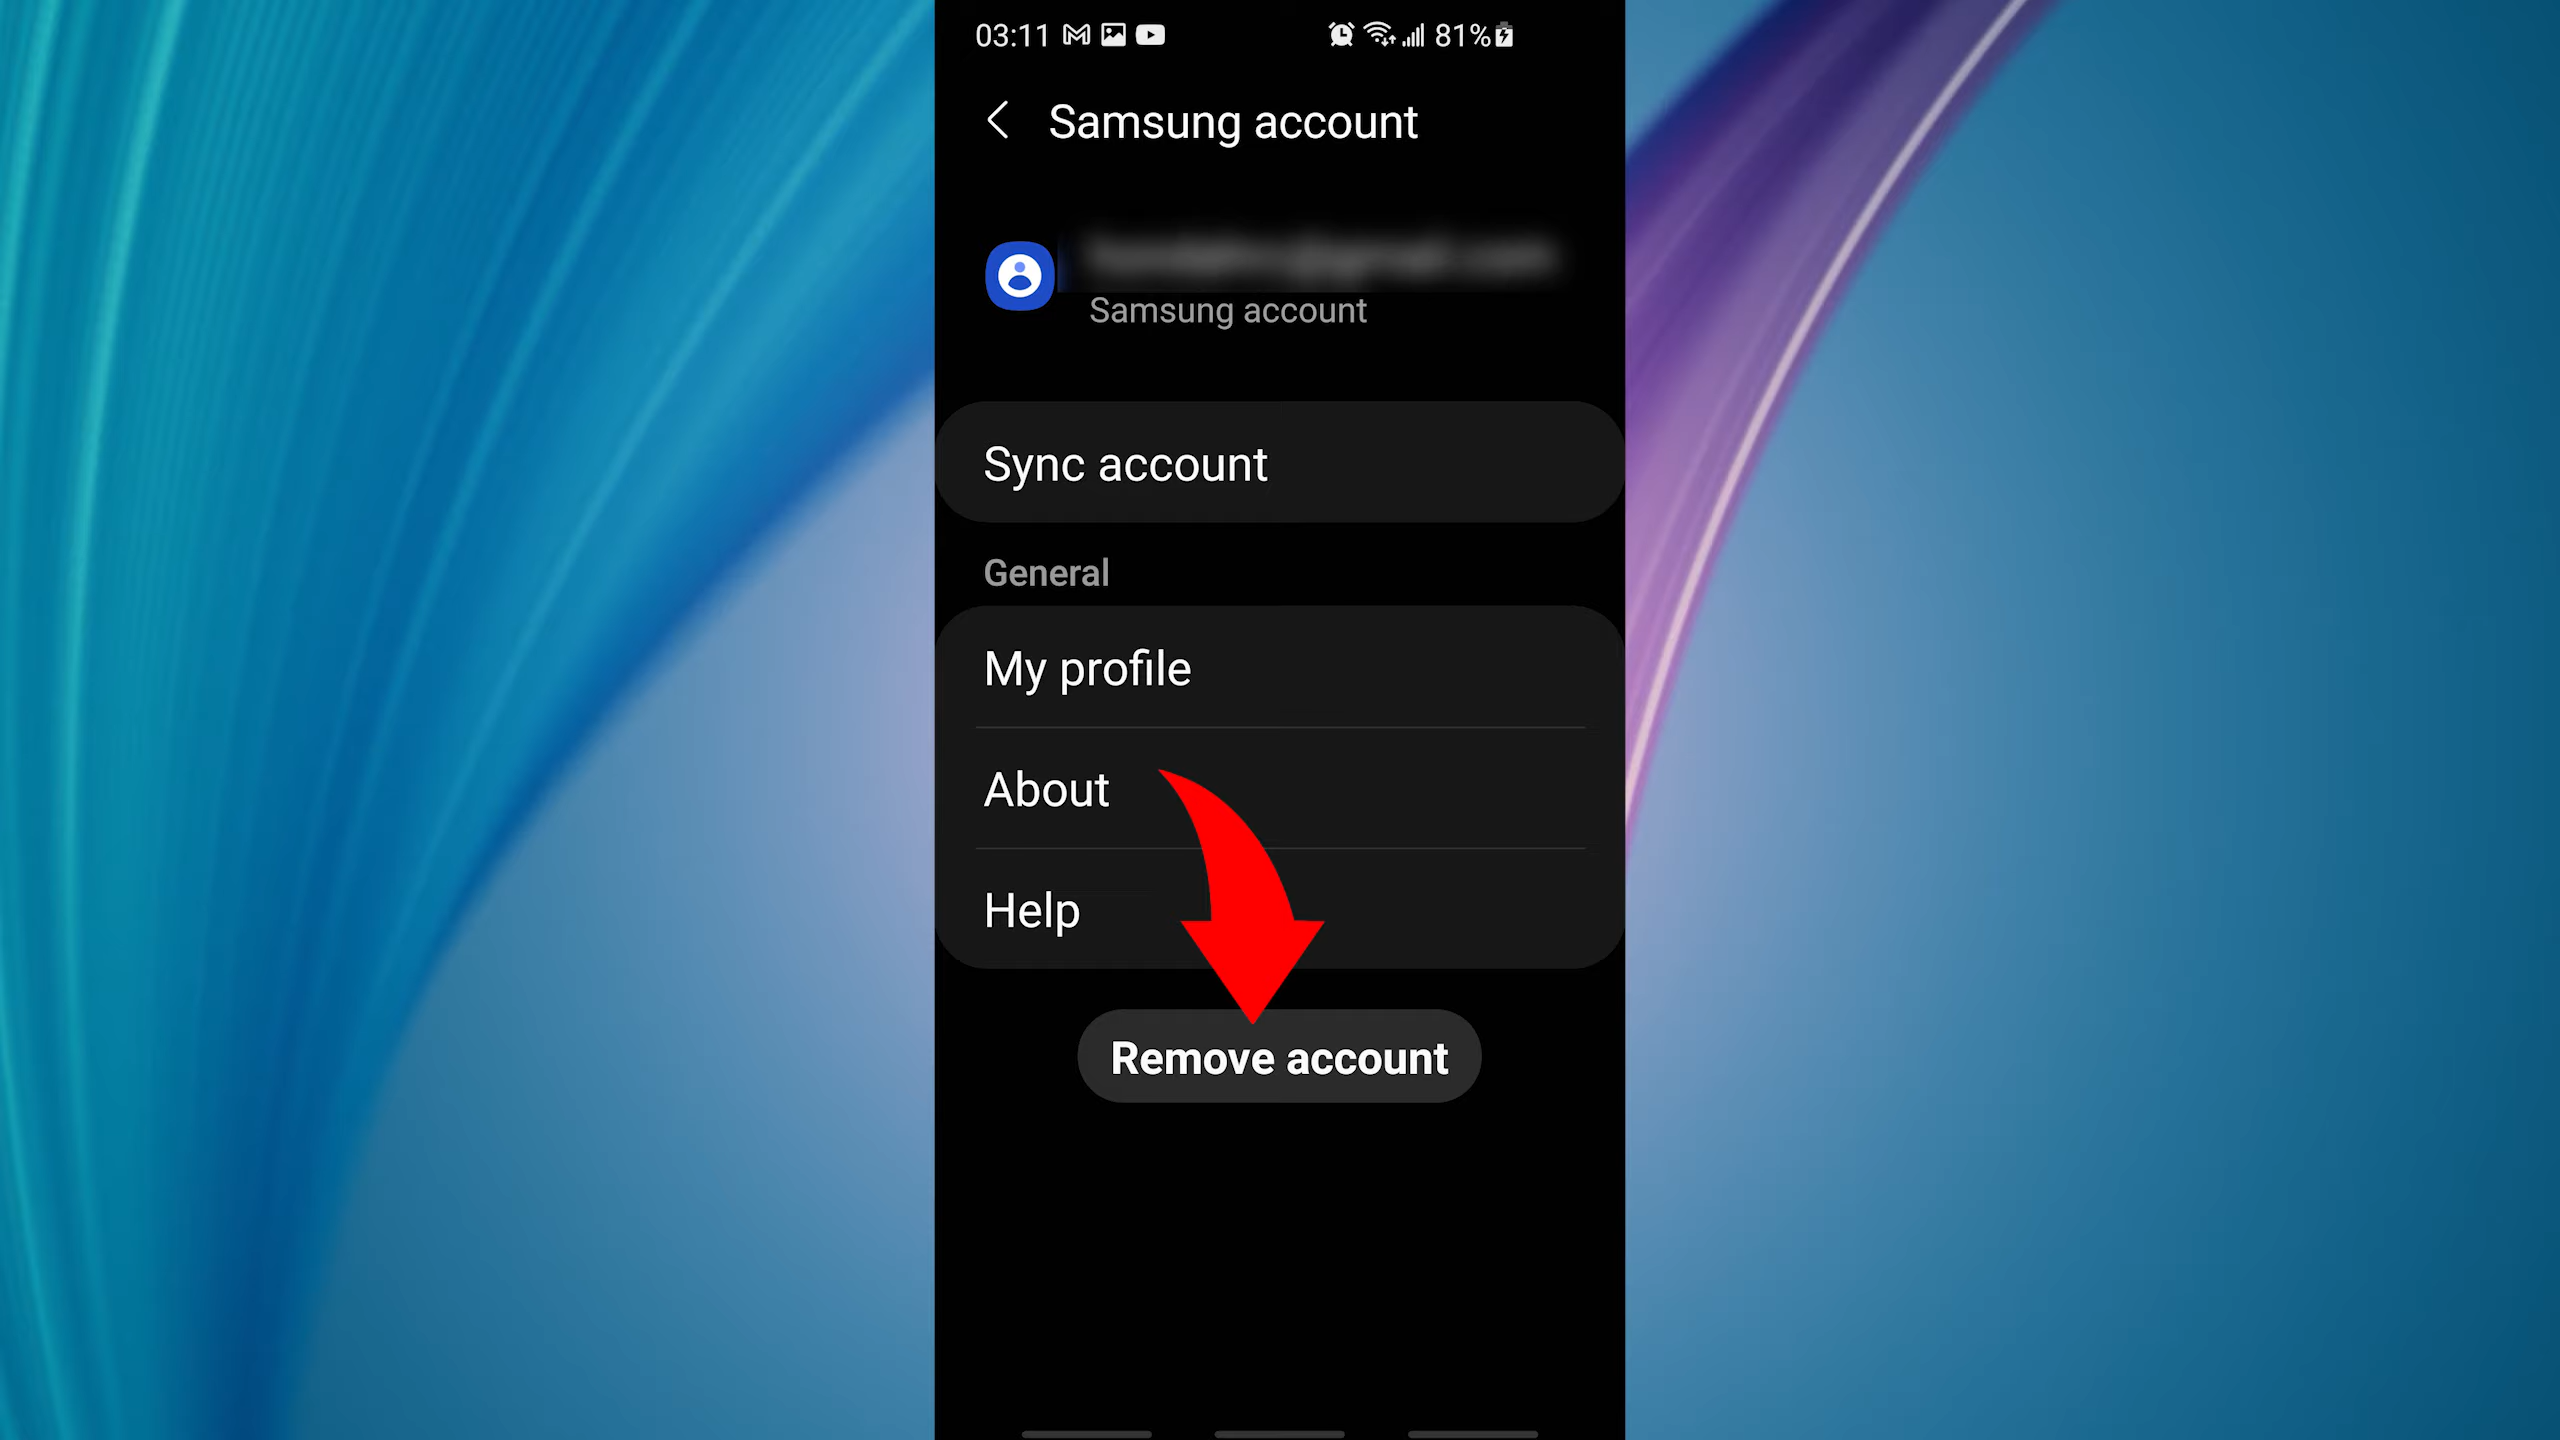 03:11 81%
Samsung account
Samsung account
Sync account
General
My profile
About
Help
Remove account